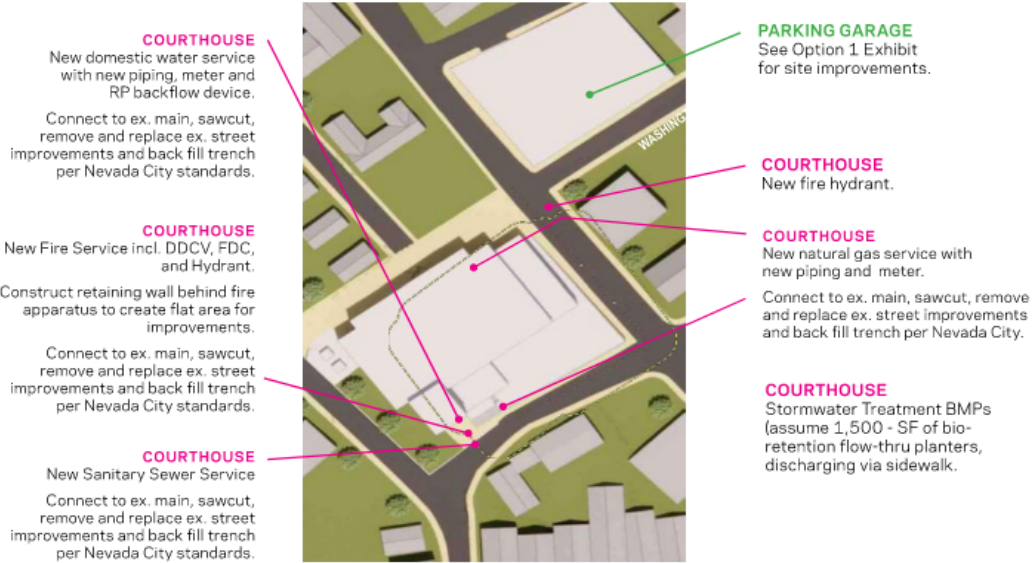 COURTHOUSE
New domestic water service
with new piping, meter and
RP backflow device.
Connect to ex. main, sawcut,
remove and replace ex. street
improvements and back fill trench
per Nevada City standards.
COURTHOUSE
New Fire Service incl. DDCV, FDC,
and Hydrant.
Construct retaining wall behind fire
apparatus to create flat area for
improvements.
Connect to ex. main, sawcut,
remove and replace ex. street
improvements and back fill trench
per Nevada City standards.
COURTHOUSE
New Sanitary Sewer Service
Connect to ex. main, sawcut,
remove and replace ex. street
improvements and back fill trench
per Nevada City standards.
WASHING
PARKING GARAGE
See Option 1 Exhibit
for site improvements.
COURTHOUSE
New fire hydrant.
COURTHOUSE
New natural gas service with
new piping and meter.
Connect to ex. main, sawcut, remove
and replace ex. street improvements
and back fill trench per Nevada City.
COURTHOUSE
Stormwater Treatment BMPs
(assume 1,500 - SF of bio-
retention flow-thru planters,
discharging via sidewalk.